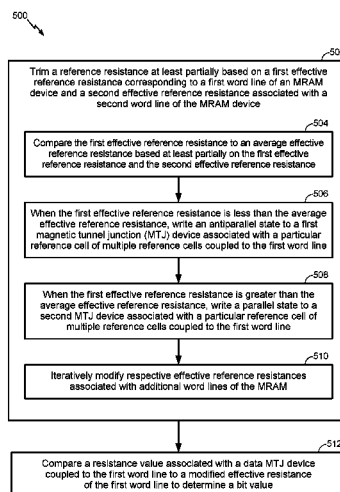 500
50
Trim a reference resistance at least partially based on a first effective
reference resistance corresponding to a first word line of an MRAM
device and a second effective reference resistance associated with a
second word line of the MRAM device
504
Compare the first effective reference resistance to an average effective
reference resistance based at least partially on the first effective
reference resistance and the second effective reference resistance
506
When the first effective reference resistance is less than the average
effective reference resistance, write an antiparallel state to a first
magnetic tunnel junction (MTJ) device associated with a particular
reference cell of multiple reference cells coupled to the first word line
508
When the first effective reference resistance is greater than the
average effective reference resistance, write a parallel state to a
second MTJ device associated with a particular reference cell of
multiple reference cells coupled to the first word line
510
Iteratively modify respective effective reference resistances
associated with additional word lines of the MRAM
512
Compare a resistance value associated with a data MTJ device
coupled to the first word line to a modified effective resistance
of the first word line to determine a bit value